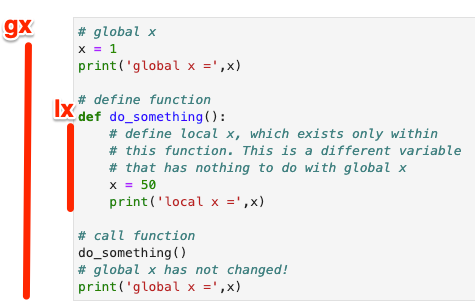 gx
# global x
x = 1
print('global x =',x)
lx
# define function
def do_something():
# define local x, which exists only within
# this function. This is a different variable
# that has nothing to do with global x
x = 50
print('local x =',x)
# call function
do_something()
# global x has not changed!
print('global x =',x)